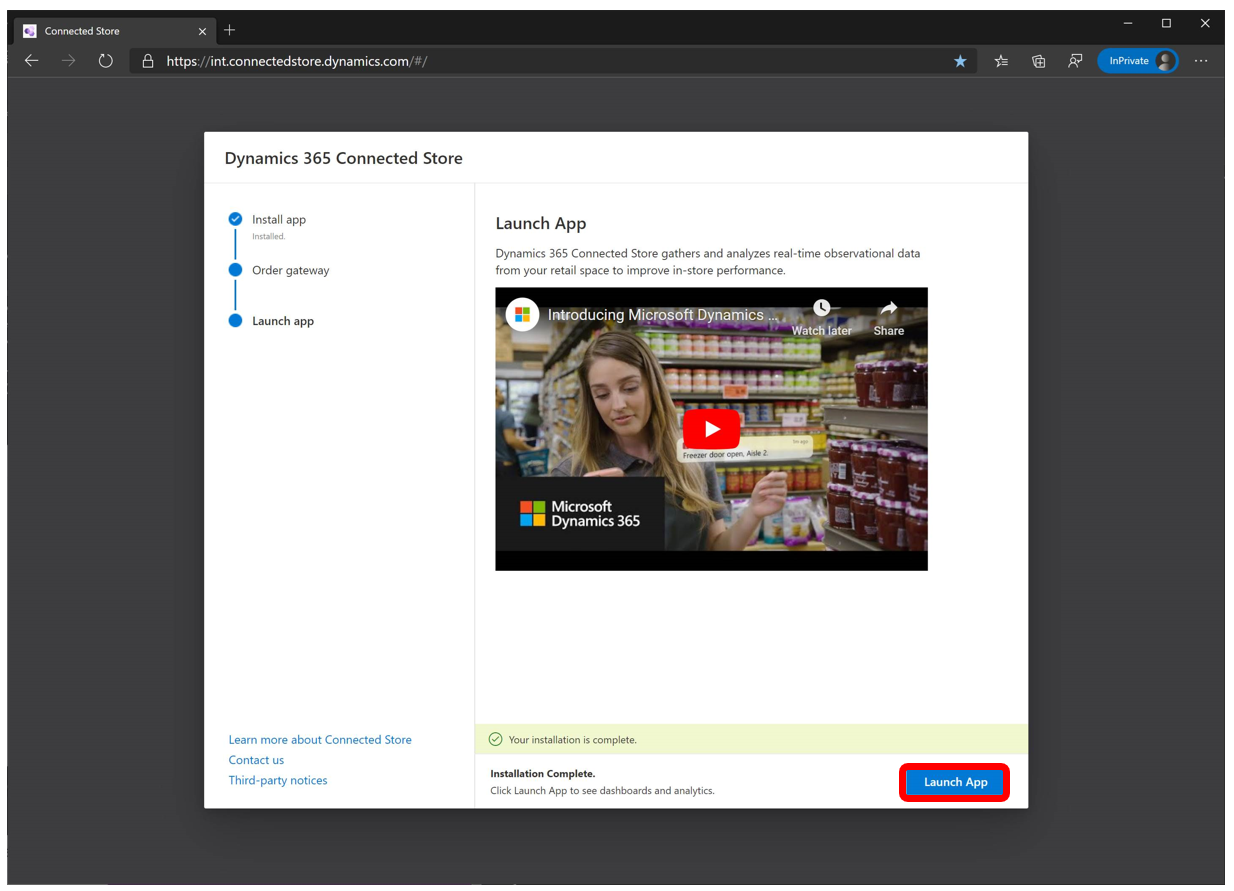 Connected Store
https://int.connectedstore.dynamics.com/#/
InPrivate
Dynamics 365 Connected Store
Install app
Installed.
Order gateway
Launch app
Learn more about Connected Store
Contact us
Third-party notices
Launch App
Dynamics 365 Connected Store gathers and analyzes real-time observational data
from your retail space to improve in-store performance.
Introducing Microsoft Dynamics ...
Watch later
Share
Freezer door open, Aisle 2.
Microsoft
Dynamics 365
Your installation is complete.
Installation Complete.
Click Launch App to see dashboards and analytics.
Launch App